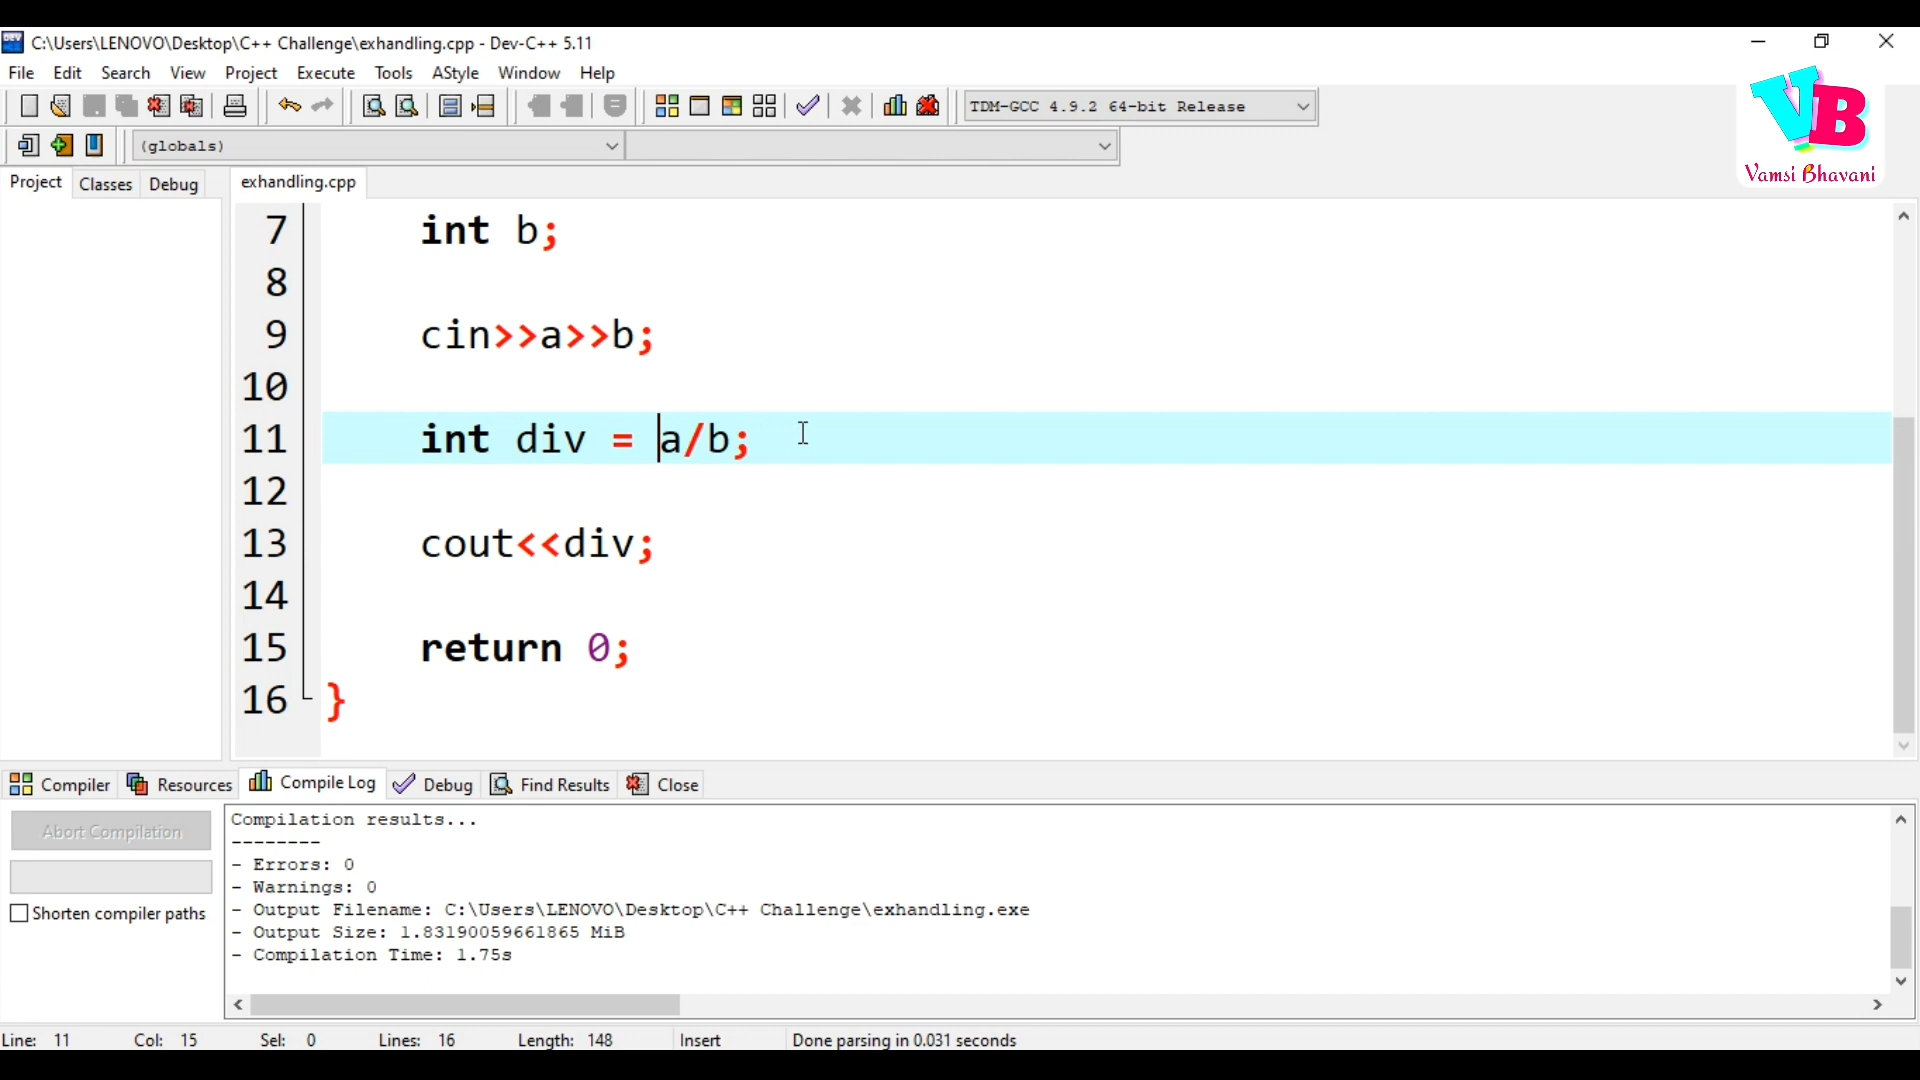 C:\Users\LENOVO\Desktop\C++ Challenge\exhandling.cpp - Dev-C++ 5.11
File Edit Search View Project Execute Tools AStyle Window Help
TDM-GCC 4.9.2 64-bit Release
VB
Vamsi Bhavani
(globals)
Project Classes Debug
exhandling.cpp
7 int b;
8
9 cin>>a>>b;
10
11 int div = a/b;
12
13 cout<<div;
14
15 return 0;
16 }
Compiler Resources Compile Log Debug Find Results Close
Abort Compilation
Shorten compiler paths
Compilation results...
--------
- Errors: 0
- Warnings: 0
- Output Filename: C:\Users\LENOVO\Desktop\C++ Challenge\exhandling.exe
- Output Size: 1.83190059661865 MiB
- Compilation Time: 1.75s
Line: 11 Col: 15 Sel: 0 Lines: 16 Length: 148 Insert Done parsing in 0.031 seconds